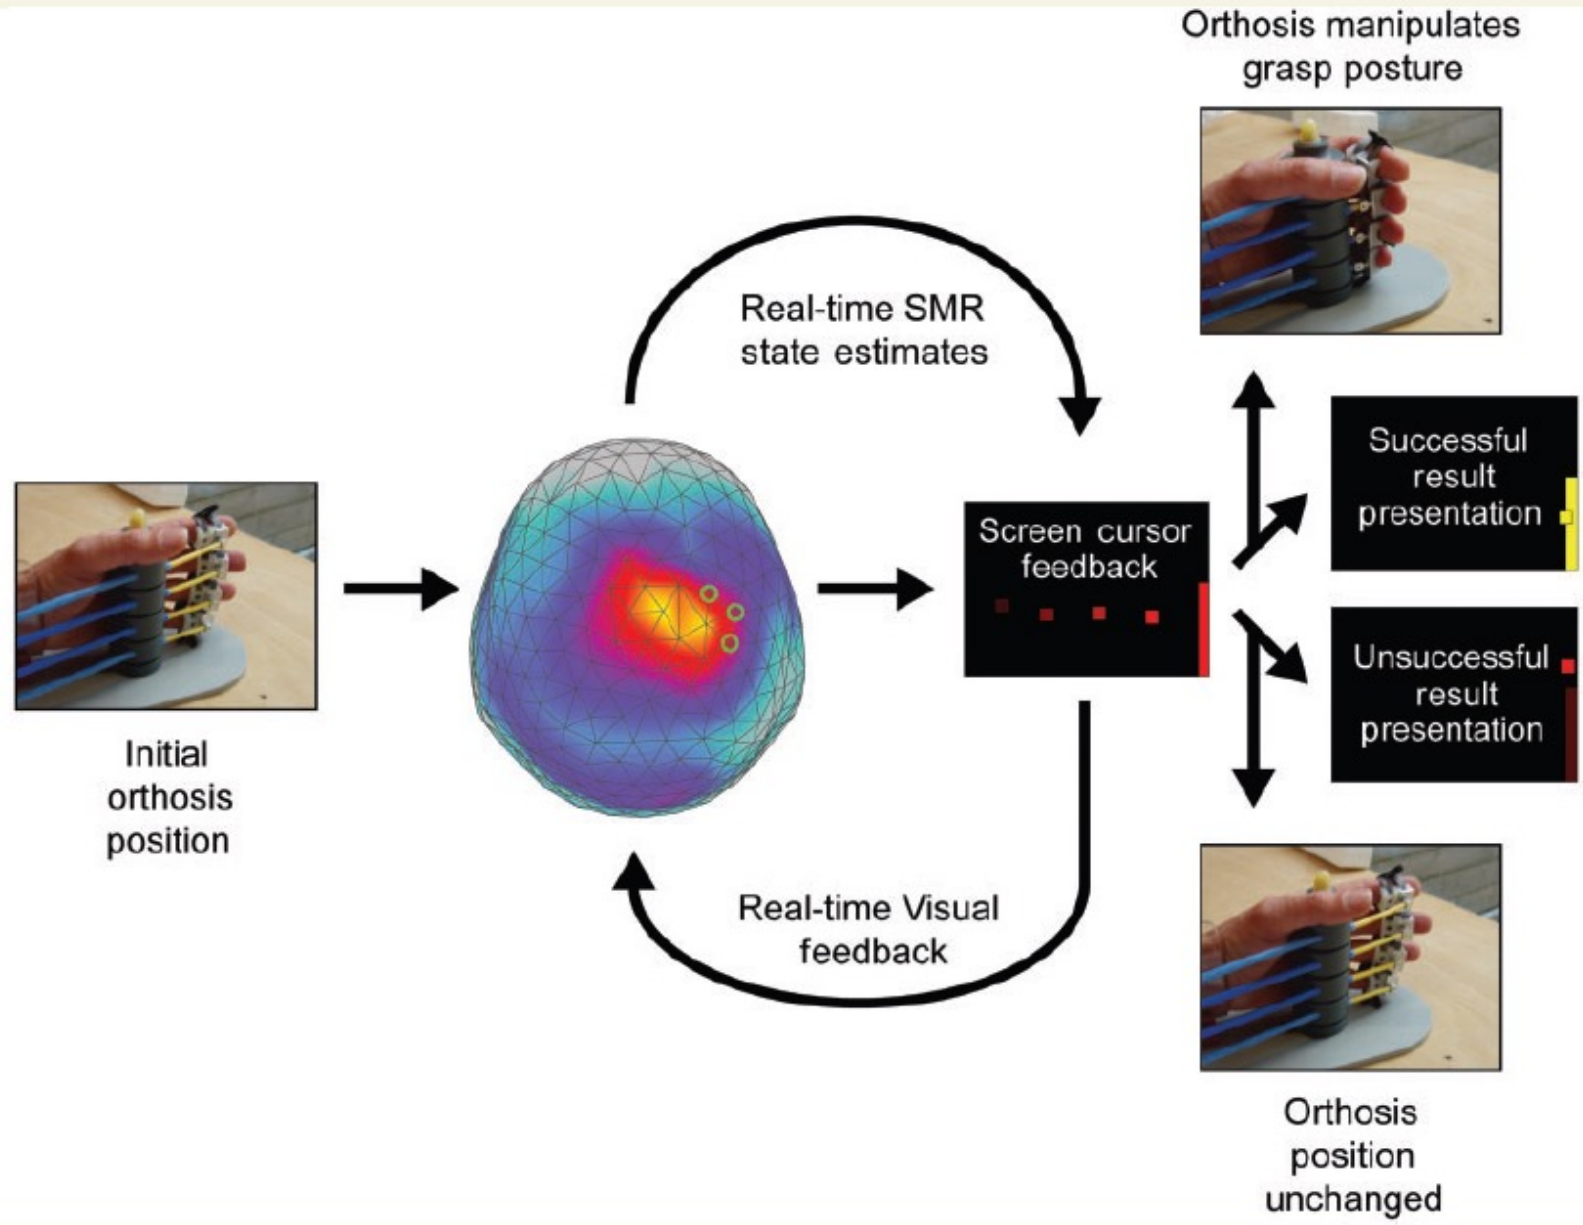 Orthosis manipulates
grasp posture
Real-time SMR
state estimates
Successful
result
presentation
Screen cursor
feedback
Unsuccessful
result
presentation
Initial
orthosis
position
Real-time Visual
feedback
Orthosis
position
unchanged